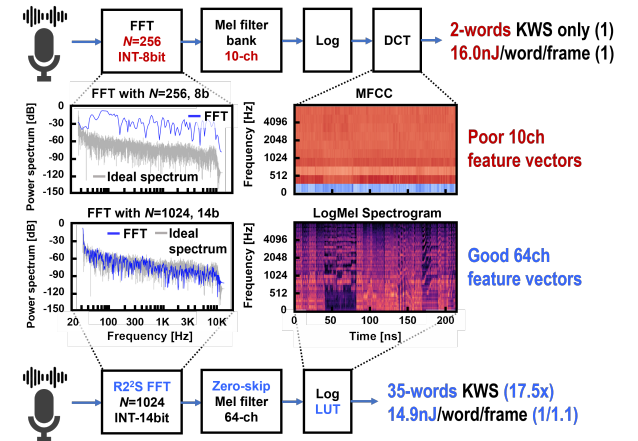 FFT
N=256
INT-8bit
Mel filter
bank
10-ch
Log
DCT
2-words KWS only (1)
16.0nJ/word/frame (1)
FFT with N=256, 8b
Power spectrum [dB]
0
-30
-60
-90
-120
-150
FFT
Ideal spectrum
MFCC
Frequency [Hz]
4096
2048
1024
512
0
Poor 10ch
feature vectors
FFT with N=1024, 14b
Power spectrum [dB]
0
-30
-60
-90
-120
-150
FFT
Ideal
spectrum
20
100
1K
10K
Frequency [Hz]
LogMel Spectrogram
Frequency [Hz]
4096
2048
1024
512
0
0
50
100
150
200
Time [ns]
Good 64ch
feature vectors
R2²S FFT
N=1024
INT-14bit
Zero-skip
Mel filter
64-ch
Log
LUT
35-words KWS (17.5x)
14.9nJ/word/frame (1/1.1)